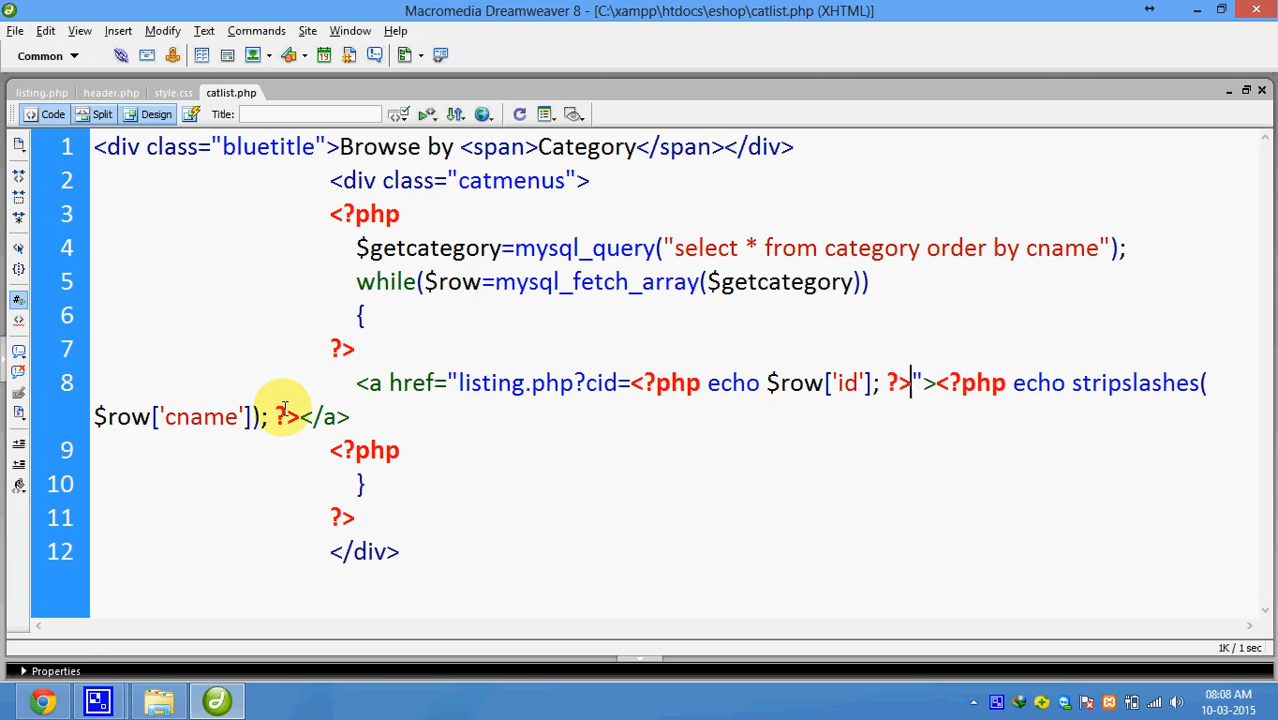 Macromedia Dreamweaver 8 - [C:\xampp\htdocs\eshop\catlist.php (XHTML)]
File Edit View Insert Modify Text Commands Site Window Help
Common
listing.php header.php style.css catlist.php
Code Split Design Title:
1 <div class="bluetitle">Browse by <span>Category</span></div>
2 <div class="catmenus">
3 <?php
4 $getcategory=mysql_query("select * from category order by cname");
5 while($row=mysql_fetch_array($getcategory))
6 {
7 ?>
8 <a href="listing.php?cid=<?php echo $row['id']; ?>"><?php echo stripslashes(
$row['cname']); ?></a>
9 <?php
10 }
11 ?>
12 </div>
1K / 1 sec
Properties
08:08 AM
10-03-2015